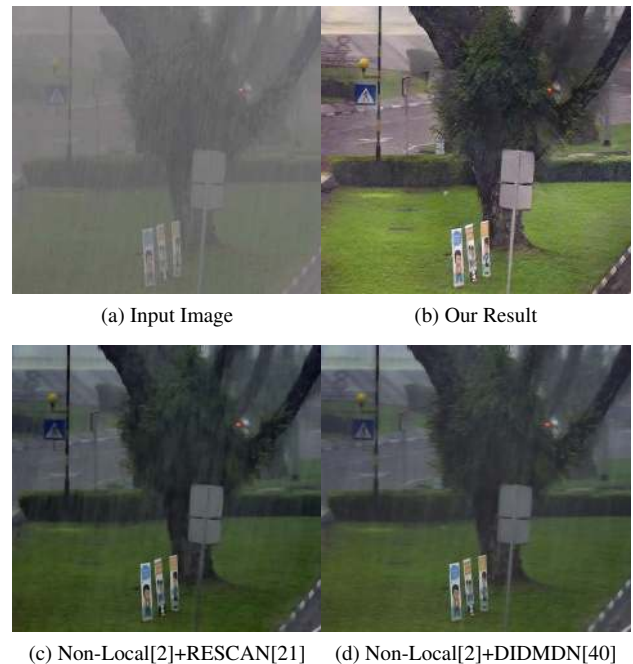 (a) Input Image
(b) Our Result
(c) Non-Local[2]+RESCAN[21]
(d) Non-Local[2]+DIDMDN[40]